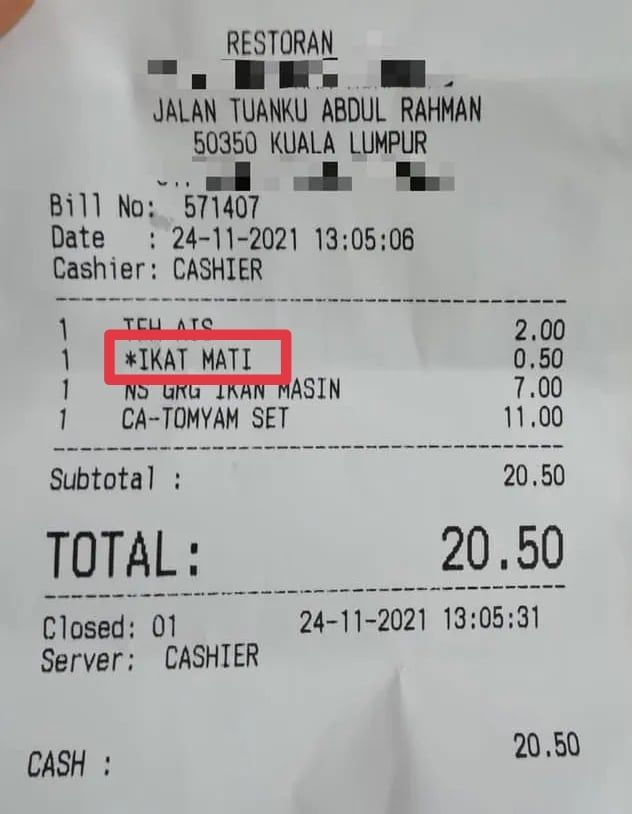 RESTORAN
JALAN TUANKU ABDUL RAHMAN
50350 KUALA LUMPUR
Bill No: 571407
Date : 24-11-2021 13:05:06
Cashier: CASHIER
1 TEH AIS 2.00
1 *IKAT MATI 0.50
1 NS GRG IKAN MASIN 7.00
1 CA-TOMYAM SET 11.00
Subtotal : 20.50
TOTAL: 20.50
Closed: 01 24-11-2021 13:05:31
Server: CASHIER
CASH : 20.50